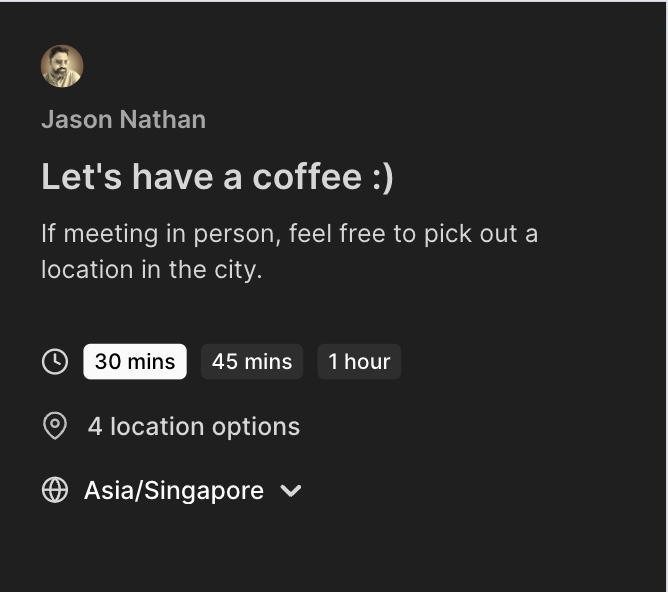 Jason Nathan
Let's have a coffee :)
If meeting in person, feel free to pick out a
location in the city.
30 mins 45 mins 1 hour
4 location options
Asia/Singapore